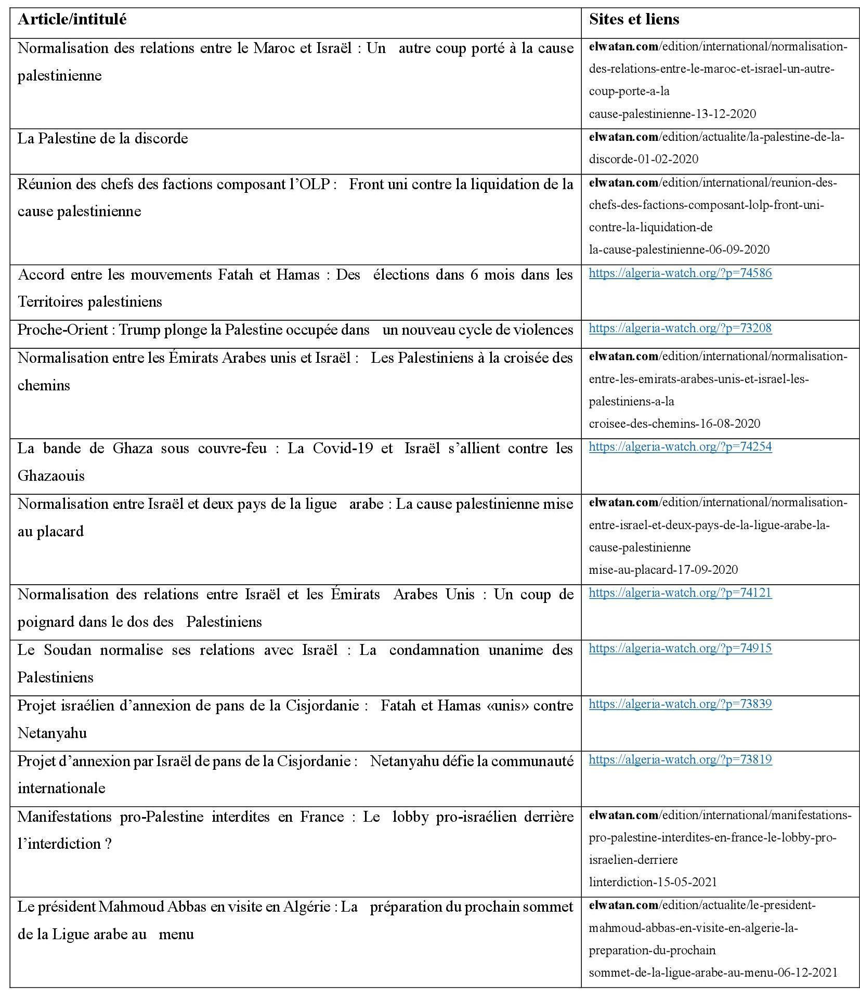 Article/intitulé
Sites et liens
Normalisation des relations entre le Maroc et Israël : Un autre coup porté à la cause
palestinienne
elwatan.com/edition/international/normalisation-
des-relations-entre-le-maroc-et-israel-un-autre-
coup-porte-a-la
cause-palestinienne-13-12-2020
La Palestine de la discorde
elwatan.com/edition/actualite/la-palestine-de-la-
discorde-01-02-2020
Réunion des chefs des factions composant l’OLP : Front uni contre la liquidation de la
cause palestinienne
elwatan.com/edition/international/reunion-des-
chefs-des-factions-composant-lolp-front-uni-
contre-la-liquidation-de
la-cause-palestinienne-06-09-2020
Accord entre les mouvements Fatah et Hamas : Des élections dans 6 mois dans les
Territoires palestiniens
https://algeria-watch.org/?p=74586
Proche-Orient : Trump plonge la Palestine occupée dans un nouveau cycle de violences
https://algeria-watch.org/?p=73208
Normalisation entre les Émirats Arabes unis et Israël : Les Palestiniens à la croisée des
chemins
elwatan.com/edition/international/normalisation-
entre-les-emirats-arabes-unis-et-israel-les-
palestiniens-a-la
croisee-des-chemins-16-08-2020
La bande de Ghaza sous couvre-feu : La Covid-19 et Israël s’allient contre les
Ghazaouis
https://algeria-watch.org/?p=74254
Normalisation entre Israël et deux pays de la ligue arabe : La cause palestinienne mise
au placard
elwatan.com/edition/international/normalisation-
entre-israel-et-deux-pays-de-la-ligue-arabe-la-
cause-palestinienne
mise-au-placard-17-09-2020
Normalisation des relations entre Israël et les Émirats Arabes Unis : Un coup de
poignard dans le dos des Palestiniens
https://algeria-watch.org/?p=74121
Le Soudan normalise ses relations avec Israël : La condamnation unanime des
Palestiniens
https://algeria-watch.org/?p=74915
Projet israélien d’annexion de pans de la Cisjordanie : Fatah et Hamas «unis» contre
Netanyahu
https://algeria-watch.org/?p=73839
Projet d’annexion par Israël de pans de la Cisjordanie : Netanyahu défie la communauté
internationale
https://algeria-watch.org/?p=73819
Manifestations pro-Palestine interdites en France : Le lobby pro-israélien derrière
l’interdiction ?
elwatan.com/edition/international/manifestations-
pro-palestine-interdites-en-france-le-lobby-pro-
israelien-derriere
linterdiction-15-05-2021
Le président Mahmoud Abbas en visite en Algérie : La préparation du prochain sommet
de la Ligue arabe au menu
elwatan.com/edition/actualite/le-president-
mahmoud-abbas-en-visite-en-algerie-la-
preparation-du-prochain
sommet-de-la-ligue-arabe-au-menu-06-12-2021